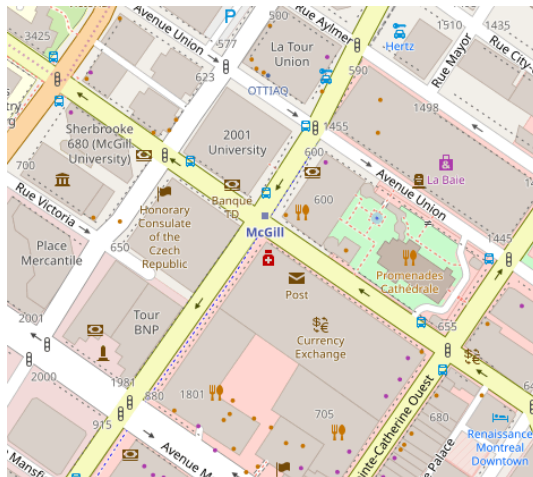 3425
Avenue Union
577
500
P
La Tour
Union
Rue Aylmer
-Hertz
1510
1435
Rue Mayor
Rue City
623
OTTIAQ
590
1498
1455
Sherbrooke
680 (McGill
University)
2001
University
600
La Baie
700
Banque
TD
600
Avenue Union
Rue Victoria
Honorary
Consulate
of the
Czech
Republic
McGill
1445
Place
Mercantile
650
Promenades
Cathédrale
Post
Tour
BNP
Currency
Exchange
655
2001
2000
1981
880
1801
705
680
915
Sainte-Catherine Ouest
Place
Renaissance
Montreal
Downtown
Avenue M
Mansfi